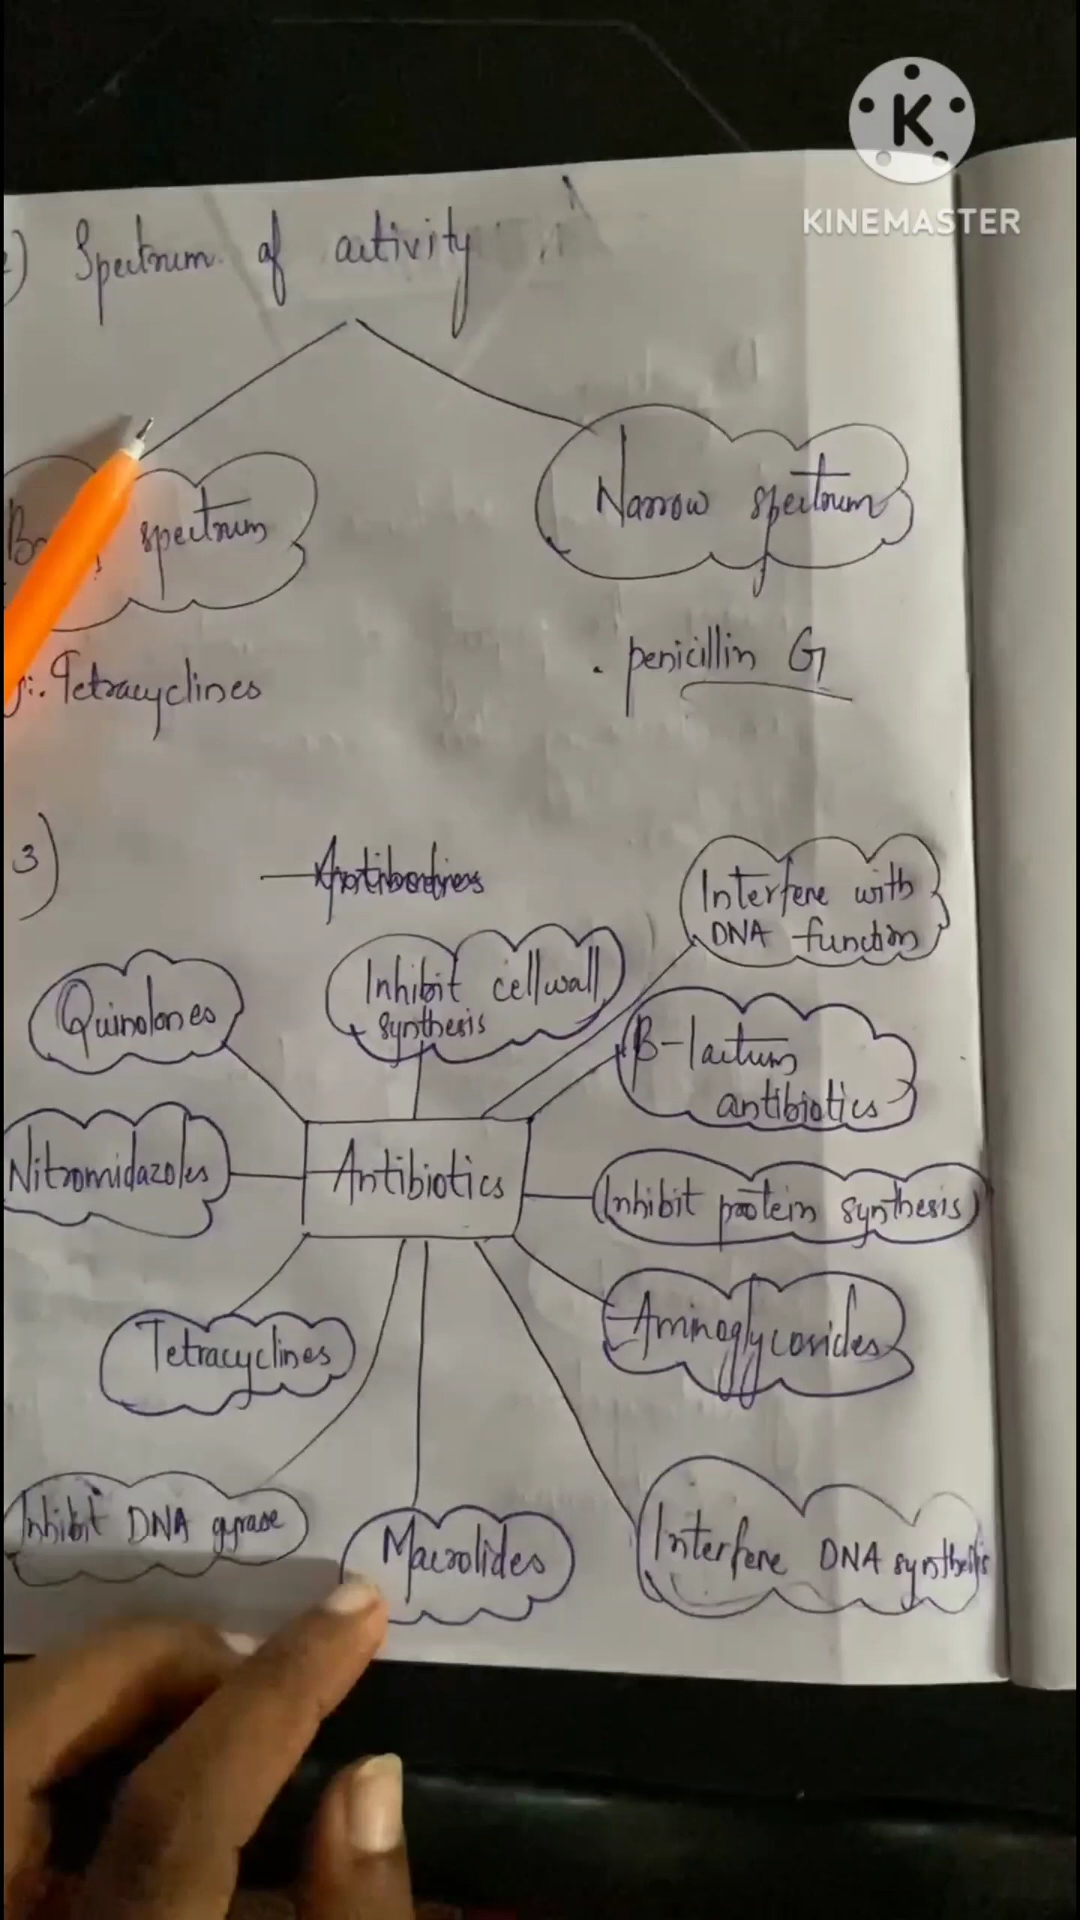 KINEMASTER
2) Spectrum of activity
spectrum
Narrow spectrum
Tetracyclines
. penicillin G
3)
Interfere with
DNA function
Quinolones
Inhibit cellwall
synthesis
B-lactum
antibiotics
Nitromidazoles
Antibiotics
Inhibit protein synthesis
Tetracyclines
Aminoglycosides
Inhibit DNA gyrase
Macrolides
Interfere DNA synthesis